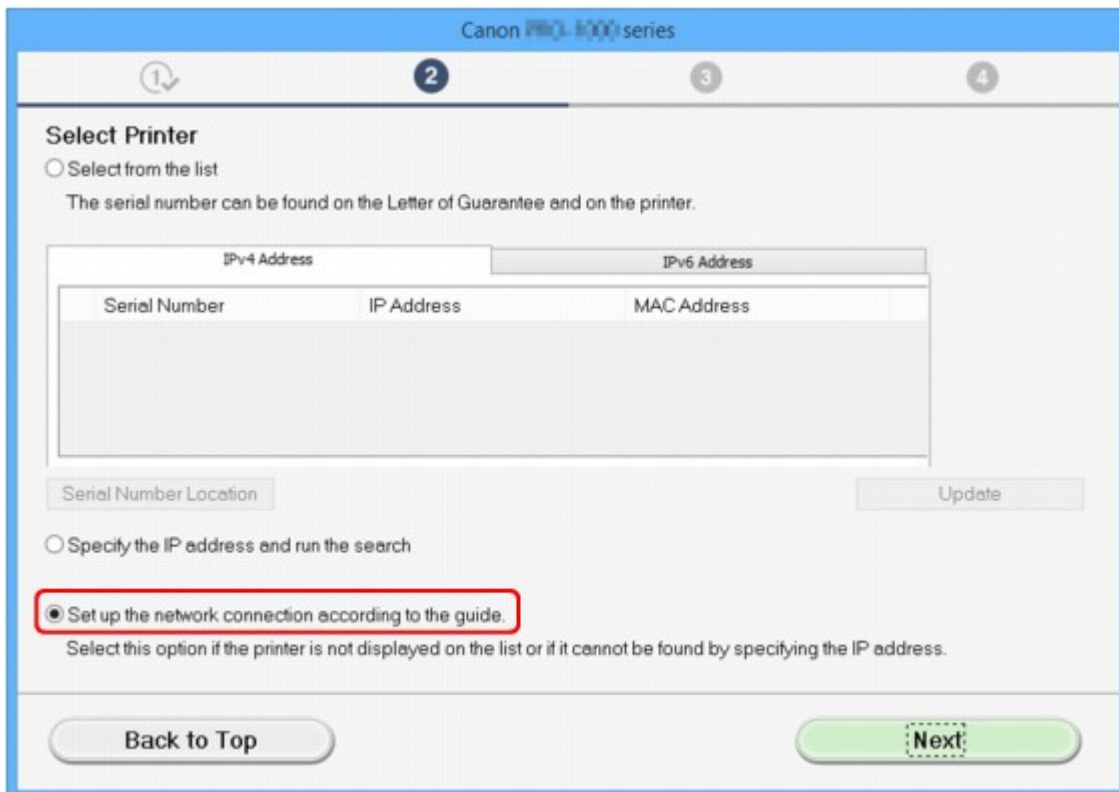 Canon series
1 2 3 4
Select Printer
Select from the list
The serial number can be found on the Letter of Guarantee and on the printer.
IPv4 Address IPv6 Address
Serial Number IP Address MAC Address
Serial Number Location Update
Specify the IP address and run the search
Set up the network connection according to the guide.
Select this option if the printer is not displayed on the list or if it cannot be found by specifying the IP address.
Back to Top Next